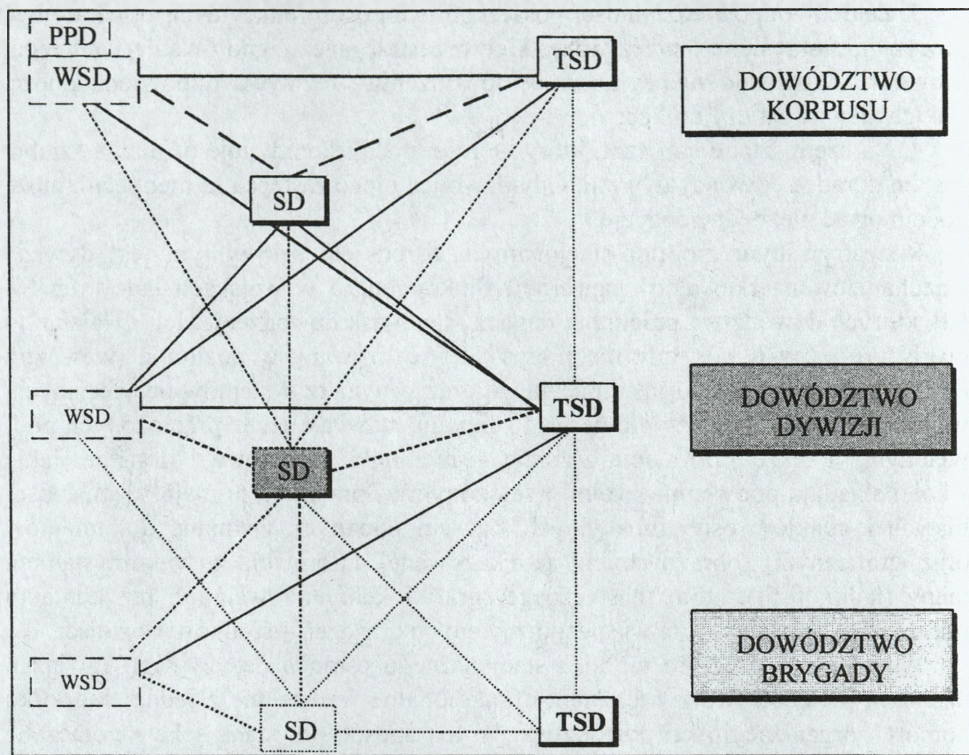 PPD
WSD
TSD
DOWÓDZTWO
KORPUSU
SD
WSD
TSD
DOWÓDZTWO
DYWIZJI
SD
WSD
DOWÓDZTWO
BRYGADY
SD
TSD